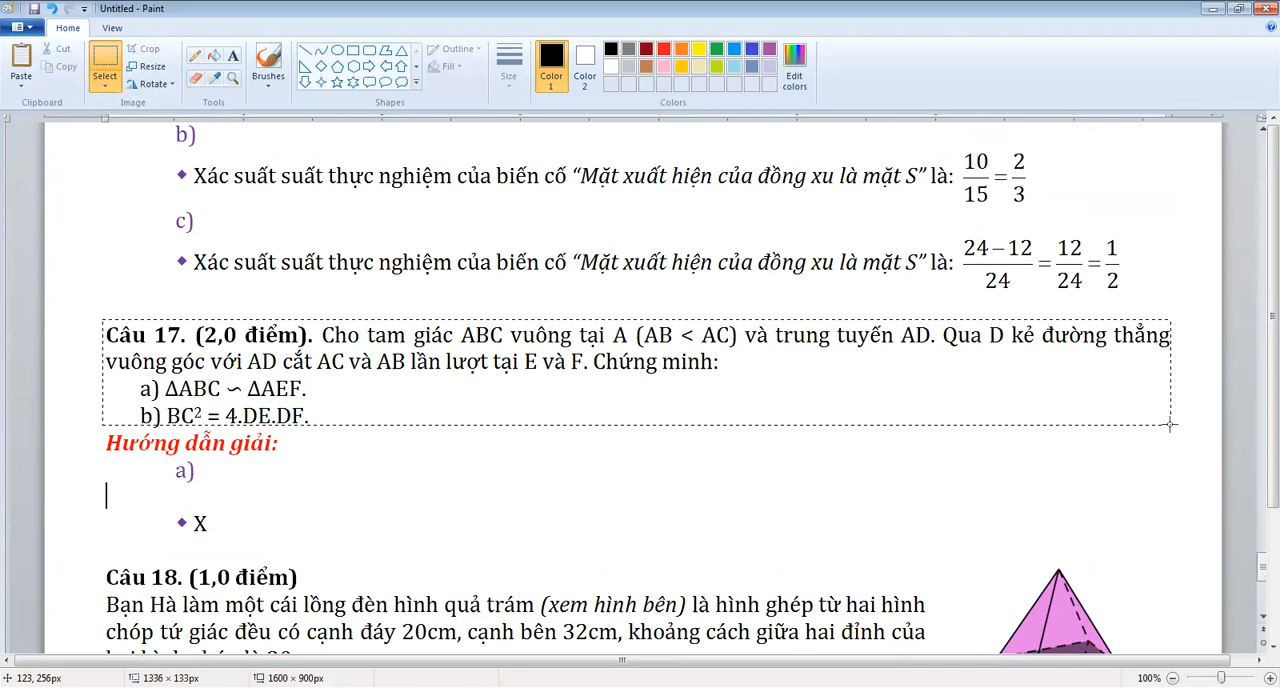 Untitled - Paint
Home View
Paste
Cut
Copy
Clipboard
Select
Crop
Resize
Rotate
Image
Tools
Brushes
Shapes
Outline
Fill
Size
Color 1
Color 2
Edit colors
Colors
b)
Xác suất suất thực nghiệm của biến cố “Mặt xuất hiện của đồng xu là mặt S” là: 10/15 = 2/3
c)
Xác suất suất thực nghiệm của biến cố “Mặt xuất hiện của đồng xu là mặt S” là: 24 – 12/24 = 12/24 = 1/2
Câu 17. (2,0 điểm). Cho tam giác ABC vuông tại A (AB < AC) và trung tuyến AD. Qua D kẻ đường thẳng
vuông góc với AD cắt AC và AB lần lượt tại E và F. Chứng minh:
a) ΔABC ∽ ΔAEF.
b) BC² = 4.DE.DF.
Hướng dẫn giải:
a)
X
Câu 18. (1,0 điểm)
Bạn Hà làm một cái lồng đèn hình quả trám (xem hình bên) là hình ghép từ hai hình
chóp tứ giác đều có cạnh đáy 20cm, cạnh bên 32cm, khoảng cách giữa hai đỉnh của
123, 256px
1336 × 133px
1600 × 900px
100%